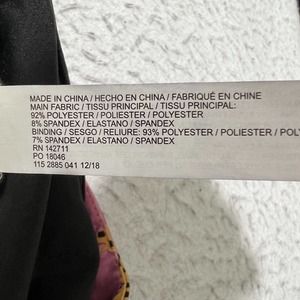 MADE IN CHINA / HECHO EN CHINA / FABRIQUÉ EN CHINE
MAIN FABRIC / TISSU PRINCIPAL / TISSU PRINCIPAL:
92% POLYESTER / POLIESTER / POLYESTER
8% SPANDEX / ELASTANO / SPANDEX
BINDING / SESGO / RELIURE: 93% POLYESTER / POLIESTER / POLY
7% SPANDEX / ELASTANO / SPANDEX
RN 142711
PO 18046
115 2885 041 12/18